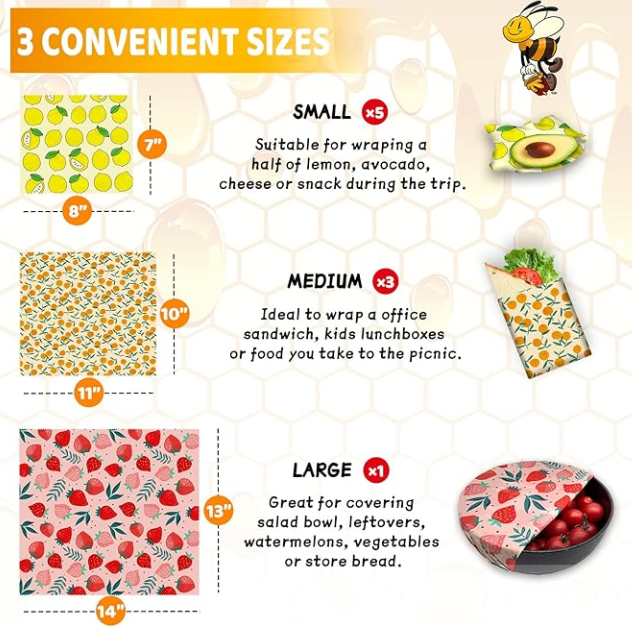 3 CONVENIENT SIZES
SMALL x5
7"
Suitable for wraping a
half of lemon, avocado,
cheese or snack during the trip.
8"
MEDIUM x3
10"
Ideal to wrap a office
sandwich, kids lunchboxes
or food you take to the picnic.
11"
LARGE x1
13"
Great for covering
salad bowl, leftovers,
watermelons, vegetables
or store bread.
14"